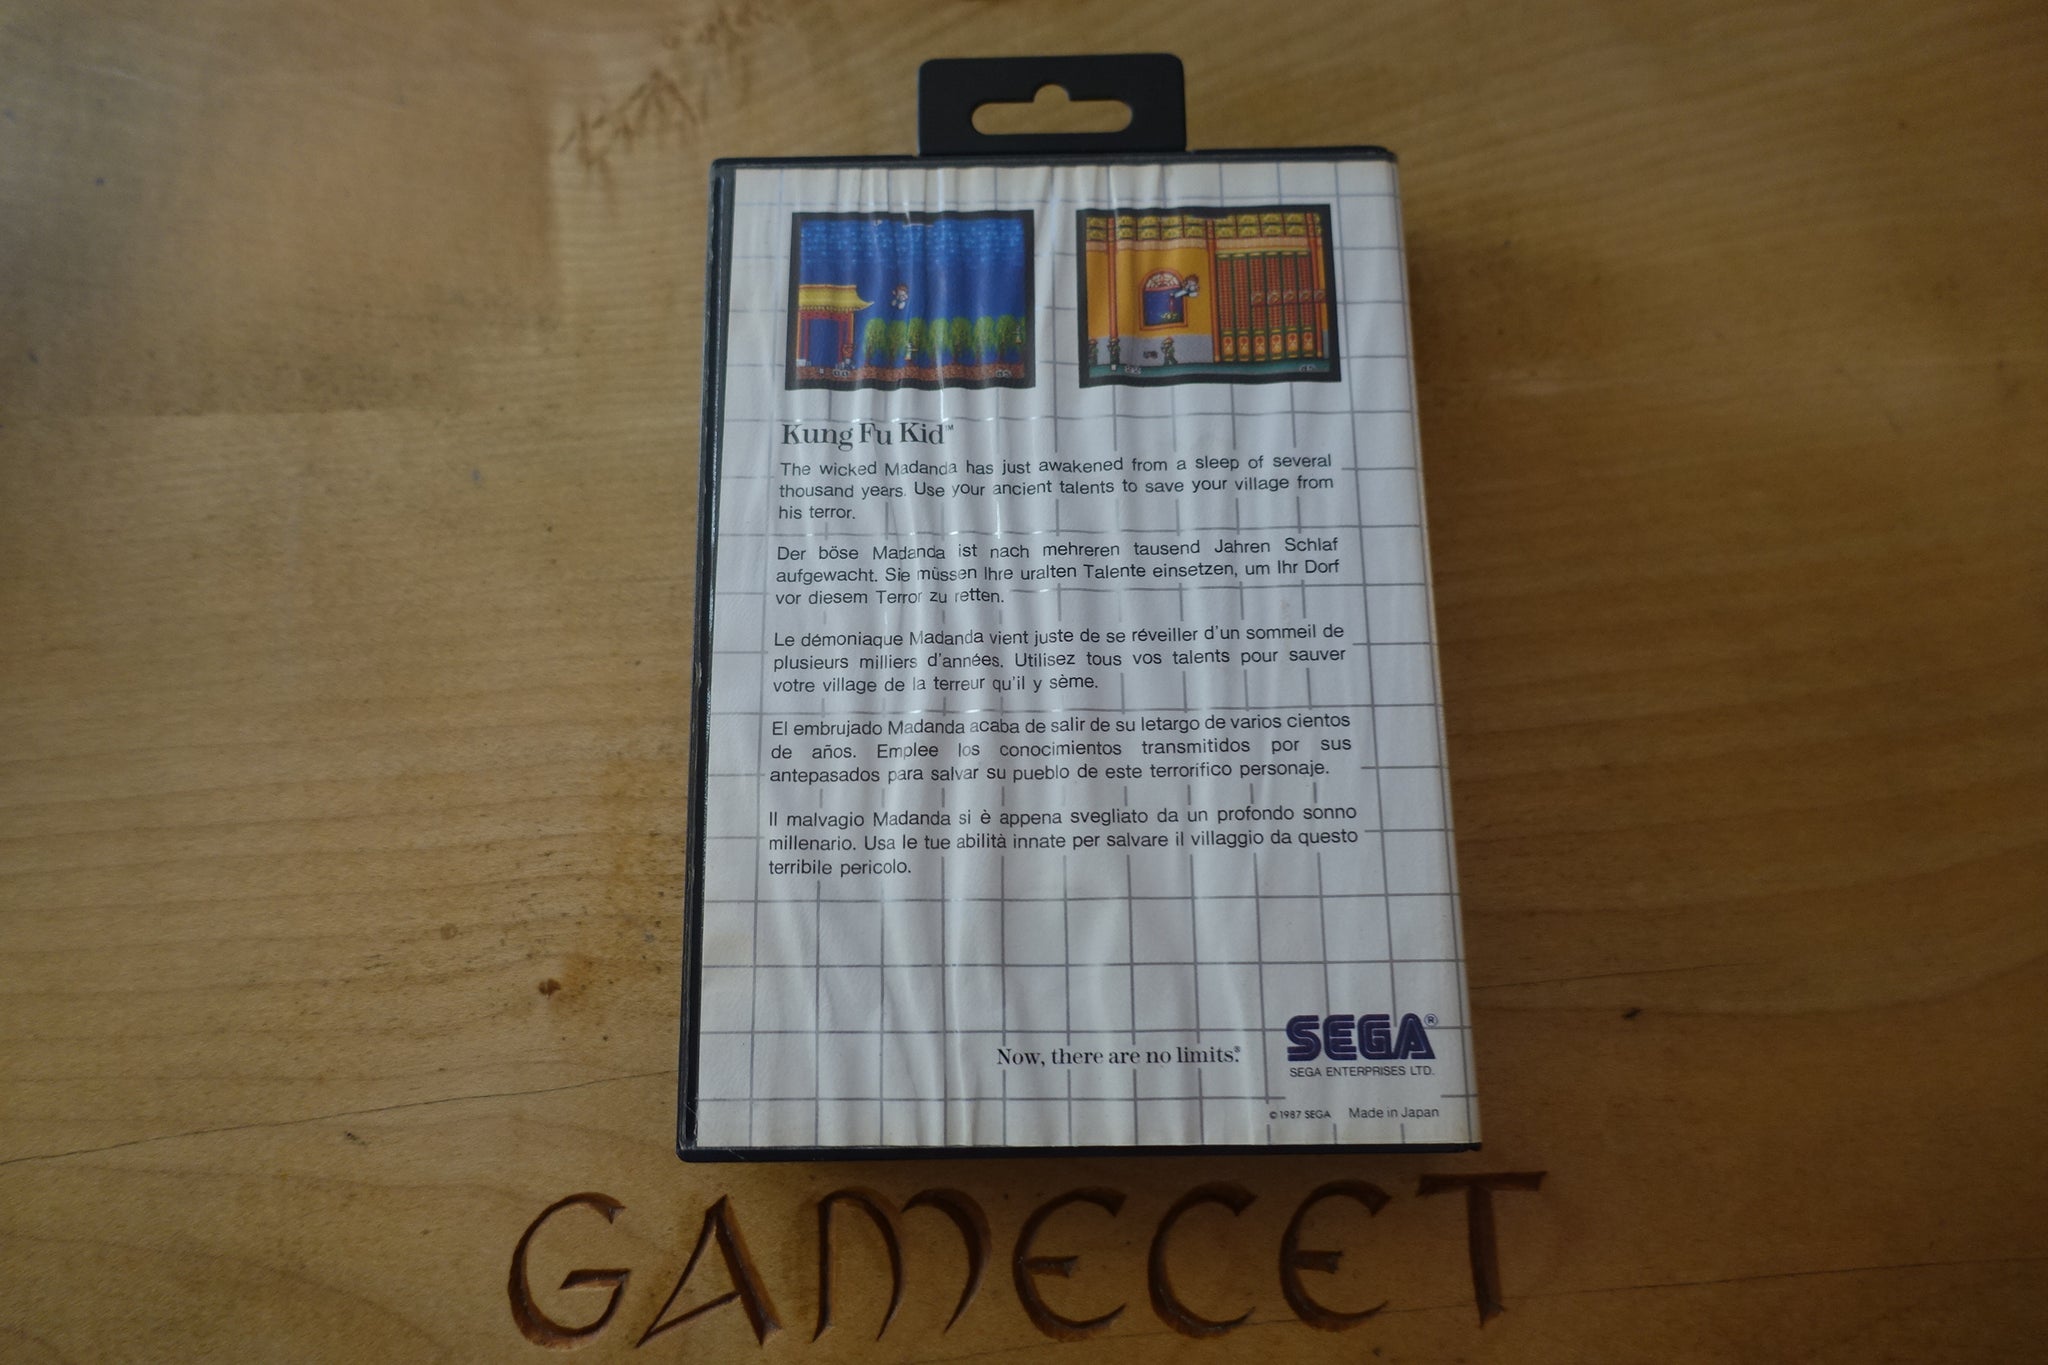 Kung Fu Kid™
The wicked Madanda has just awakened from a sleep of several
thousand years. Use your ancient talents to save your village from
his terror.
Der böse Madanda ist nach mehreren tausend Jahren Schlaf
aufgewacht. Sie müssen Ihre uralten Talente einsetzen, um Ihr Dorf
vor diesem Terror zu retten.
Le démoniaque Madanda vient juste de se réveiller d'un sommeil de
plusieurs milliers d'années. Utilisez tous vos talents pour sauver
votre village de la terreur qu'il y sème.
El embrujado Madanda acaba de salir de su letargo de varios cientos
de años. Emplee los conocimientos transmitidos por sus
antepasados para salvar su pueblo de este terrorifico personaje.
Il malvagio Madanda si è appena svegliato da un profondo sonno
millenario. Usa le tue abilità innate per salvare il villaggio da questo
terribile pericolo.
Now, there are no limits.®
SEGA®
SEGA ENTERPRISES LTD.
© 1987 SEGA Made in Japan
GAMECET